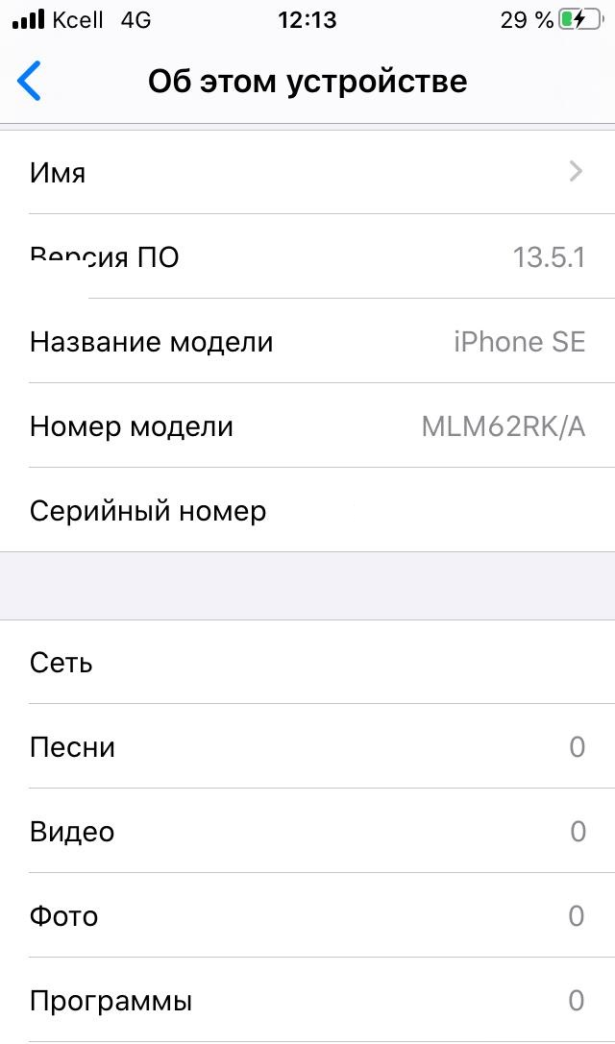 Kcell 4G 12:13 29 %
Об этом устройстве
Имя
Версия ПО 13.5.1
Название модели iPhone SE
Номер модели MLM62RK/A
Серийный номер
Сеть
Песни 0
Видео 0
Фото 0
Программы 0